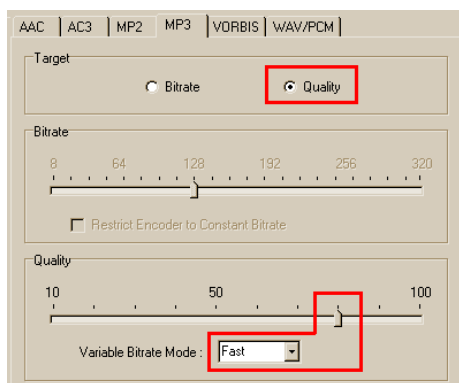 AAC AC3 MP2 MP3 VORBIS WAV/PCM
Target
Bitrate Quality
Bitrate
8 64 128 192 256 320
Restrict Encoder to Constant Bitrate
Quality
10 50 100
Variable Bitrate Mode : Fast